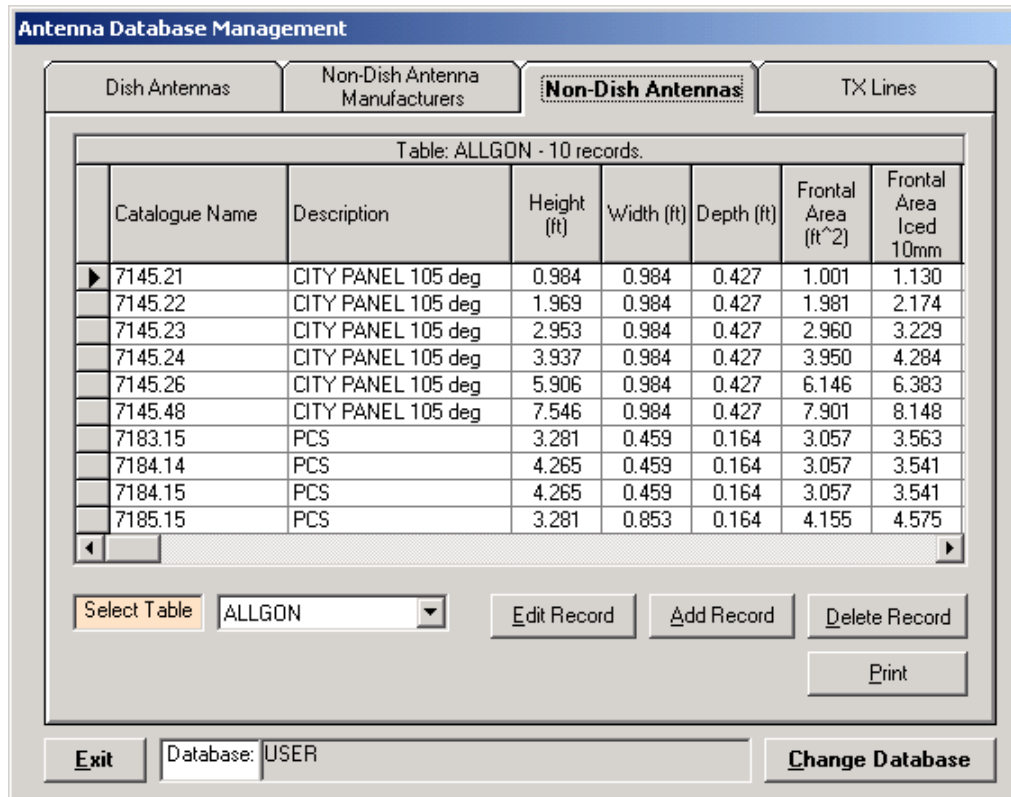 Antenna Database Management
Dish Antennas
Non-Dish Antenna
Manufacturers
Non-Dish Antennas
TX Lines
Table: ALLGON - 10 records.
Catalogue Name Description Height (ft) Width (ft) Depth (ft) Frontal Area (ft^2) Frontal Area Iced 10mm
7145.21 CITY PANEL 105 deg 0.984 0.984 0.427 1.001 1.130
7145.22 CITY PANEL 105 deg 1.969 0.984 0.427 1.981 2.174
7145.23 CITY PANEL 105 deg 2.953 0.984 0.427 2.960 3.229
7145.24 CITY PANEL 105 deg 3.937 0.984 0.427 3.950 4.284
7145.26 CITY PANEL 105 deg 5.906 0.984 0.427 6.146 6.383
7145.48 CITY PANEL 105 deg 7.546 0.984 0.427 7.901 8.148
7183.15 PCS 3.281 0.459 0.164 3.057 3.563
7184.14 PCS 4.265 0.459 0.164 3.057 3.541
7184.15 PCS 4.265 0.459 0.164 3.057 3.541
7185.15 PCS 3.281 0.853 0.164 4.155 4.575
Select Table ALLGON Edit Record Add Record Delete Record
Print
Exit Database: USER Change Database